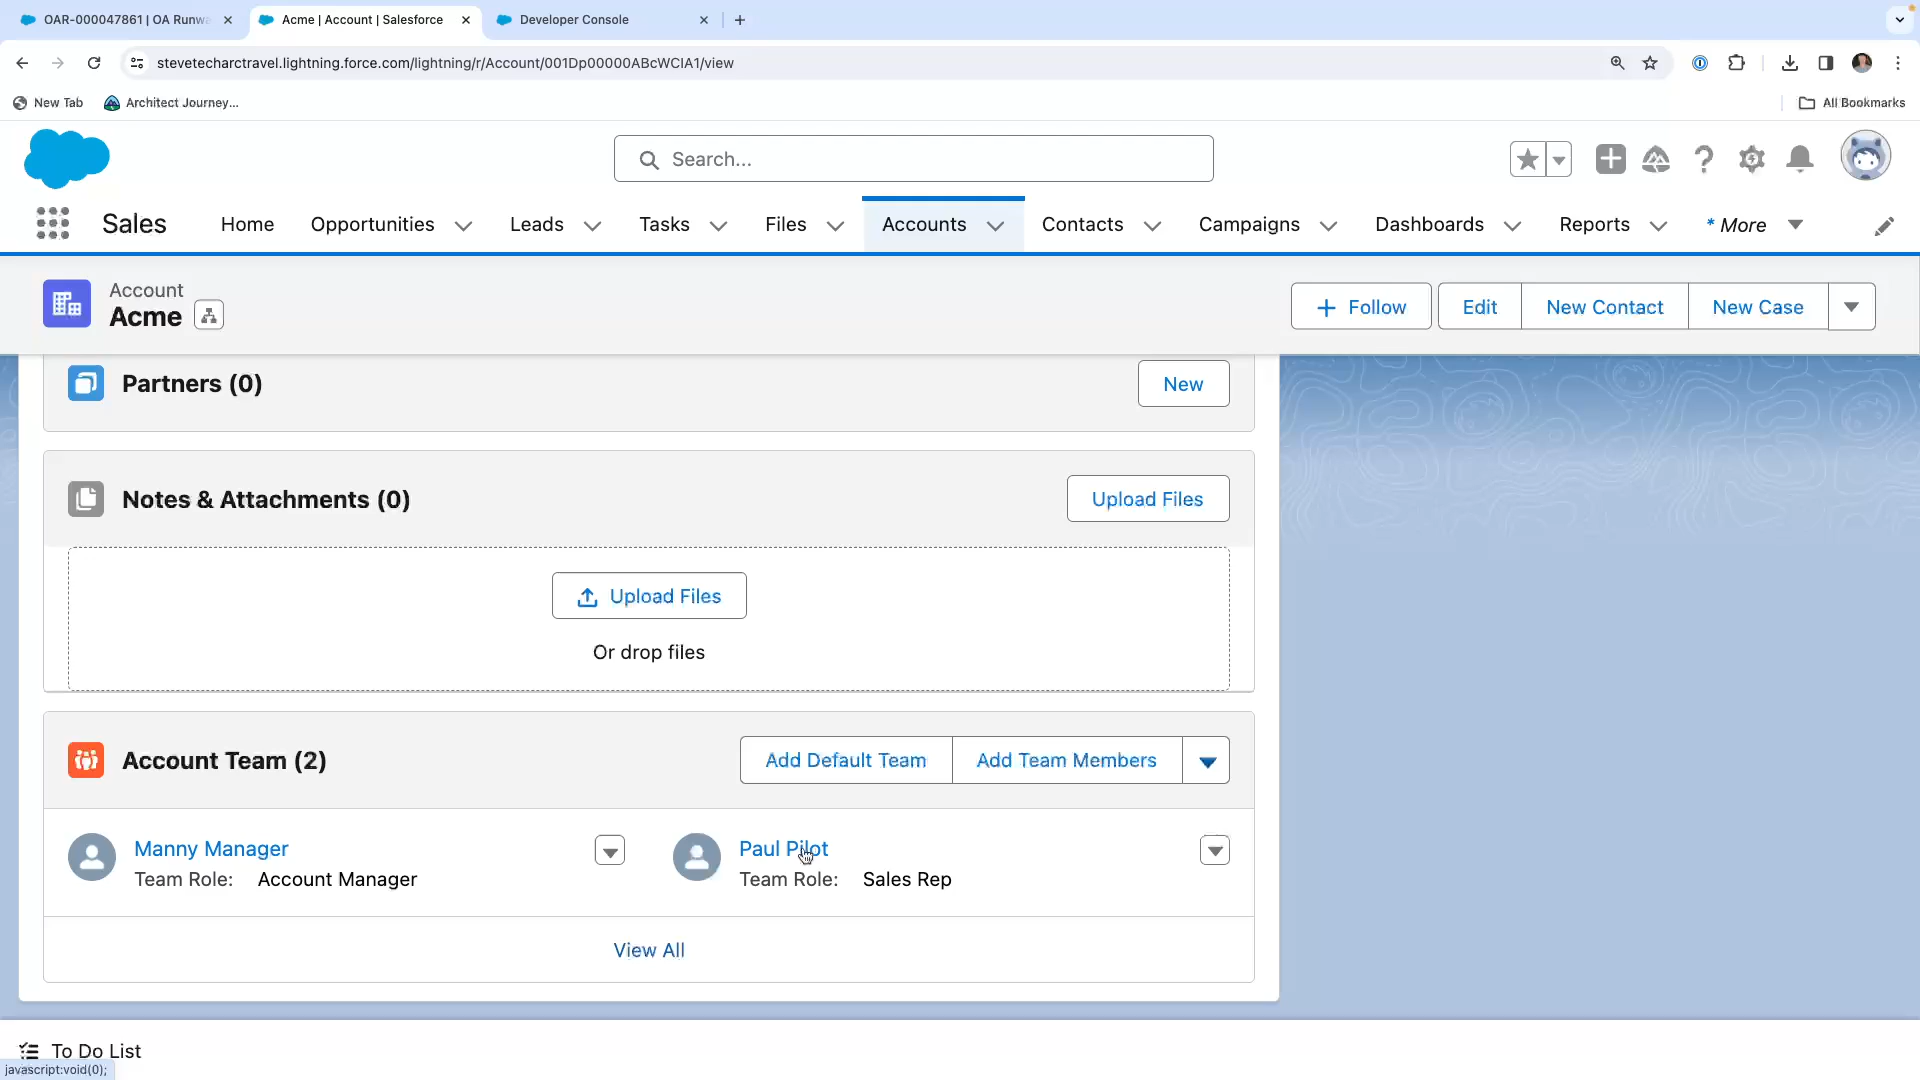 OAR-000047861 | OA Runwa
Acme | Account | Salesforce
Developer Console
stevetecharctravel.lightning.force.com/lightning/r/Account/001Dp00000ABcWCIA1/view
New Tab
Architect Journey...
All Bookmarks
Search...
Sales
Home
Opportunities
Leads
Tasks
Files
Accounts
Contacts
Campaigns
Dashboards
Reports
* More
Account
Acme
Follow
Edit
New Contact
New Case
Partners (0)
New
Notes & Attachments (0)
Upload Files
Upload Files
Or drop files
Account Team (2)
Add Default Team
Add Team Members
Manny Manager
Team Role: Account Manager
Paul Pilot
Team Role: Sales Rep
View All
To Do List
javascript:void(0);